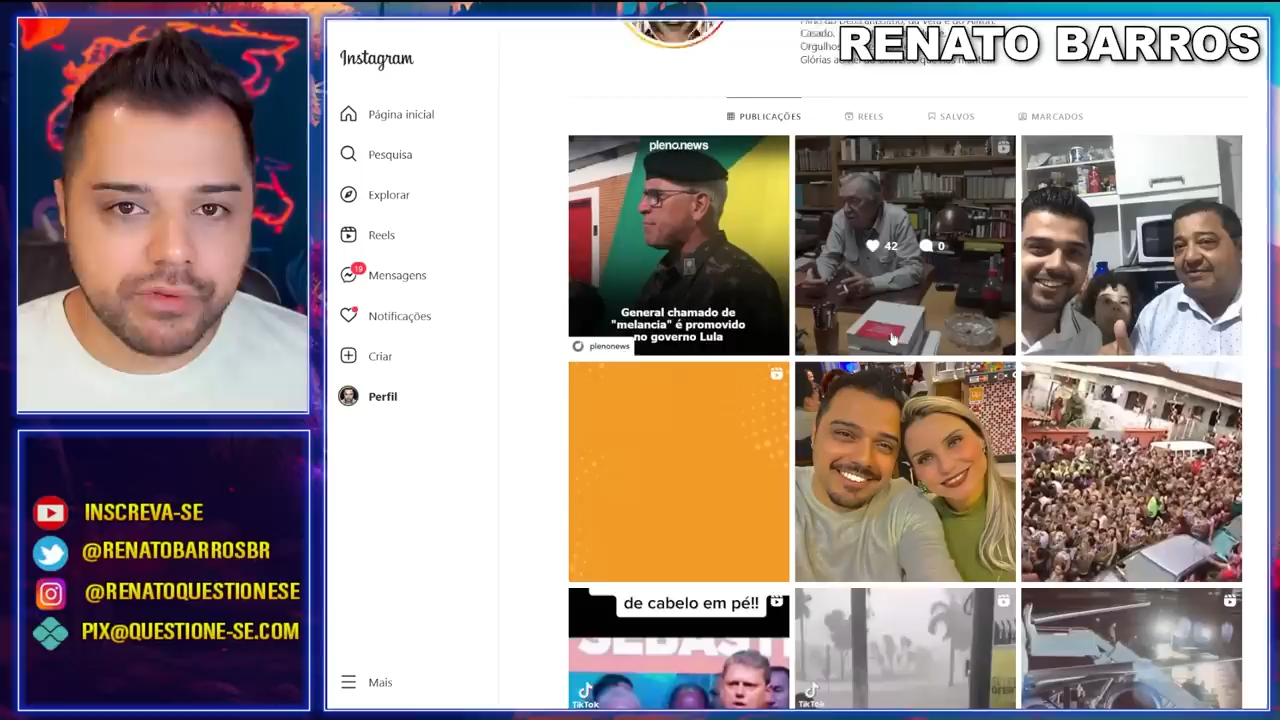 RENATO BARROS
Casado.
Instagram
Página inicial
Pesquisa
Explorar
Reels
19
Mensagens
Notificações
Criar
Perfil
Mais
PUBLICAÇÕES
REELS
SALVOS
MARCADOS
pleno.news
General chamado de
"melancia" é promovido
no governo Lula
plenonews
42
0
de cabelo em pé!!
TikTok
TikTok
INSCREVA-SE
@RENATOBARROSBR
@RENATOQUESTIONESE
PIX@QUESTIONE-SE.COM